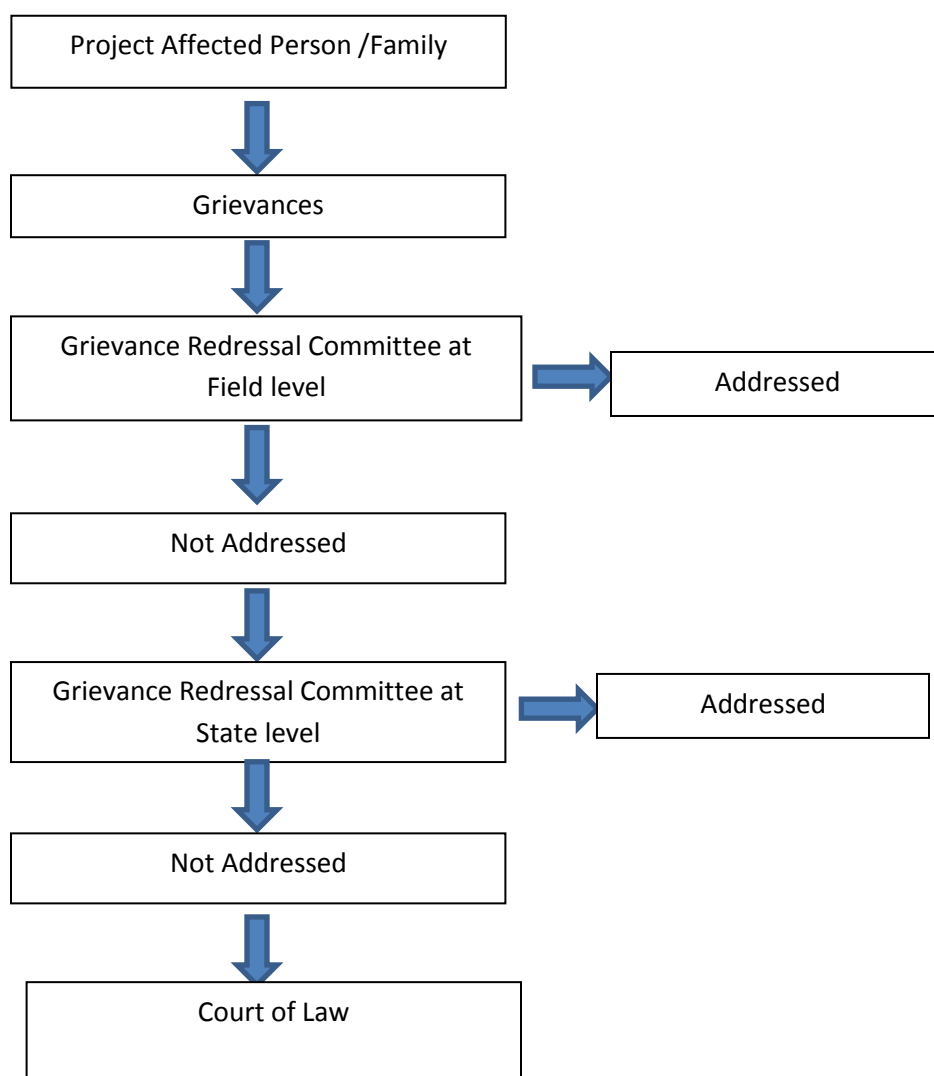 Project Affected Person /Family
Grievances
Grievance Redressal Committee at
Field level
Addressed
Not Addressed
Grievance Redressal Committee at
State level
Addressed
Not Addressed
Court of Law